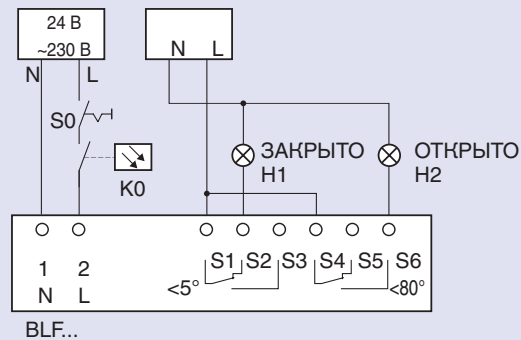 24 В
~230 В
N L
N L
S0
K0
ЗАКРЫТО
H1
ОТКРЫТО
H2
1 2
N L
S1 S2 S3 S4 S5 S6
<5° <80°
BLF...